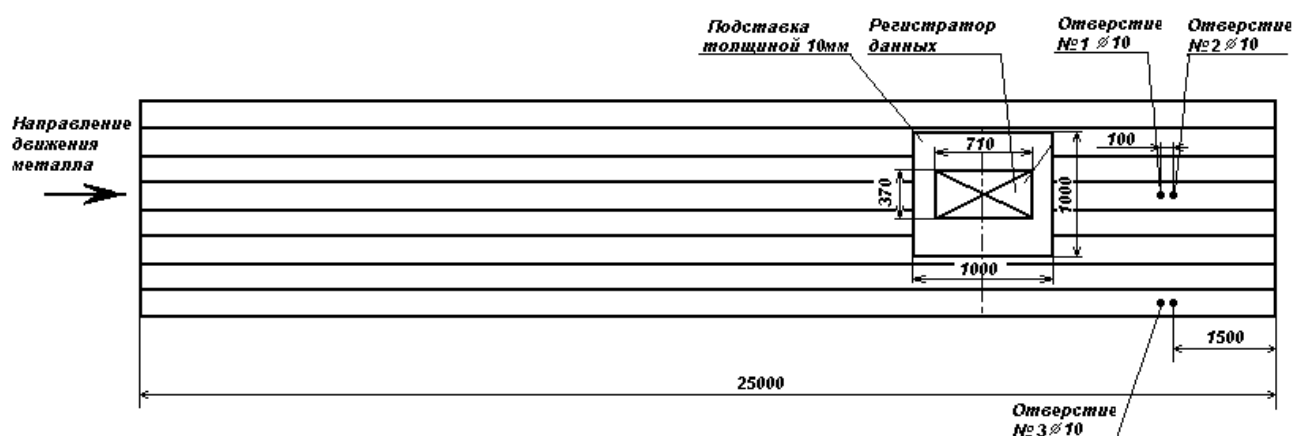 Подставка
толщиной 10мм
Регистратор
данных
Отверстие
№1 ⌀10
Отверстие
№2 ⌀10
Направление
движения
металла
710
100
370
1000
1000
1500
25000
Отверстие
№3⌀10